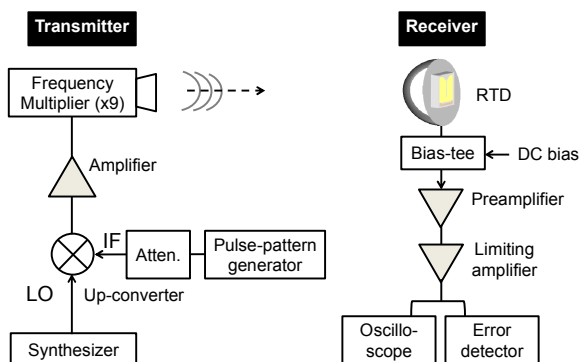 Transmitter
Frequency
Multiplier (x9)
Amplifier
IF
Atten.
Pulse-pattern
generator
LO
Up-converter
Synthesizer
Receiver
RTD
Bias-tee
DC bias
Preamplifier
Limiting
amplifier
Oscillo-
scope
Error
detector